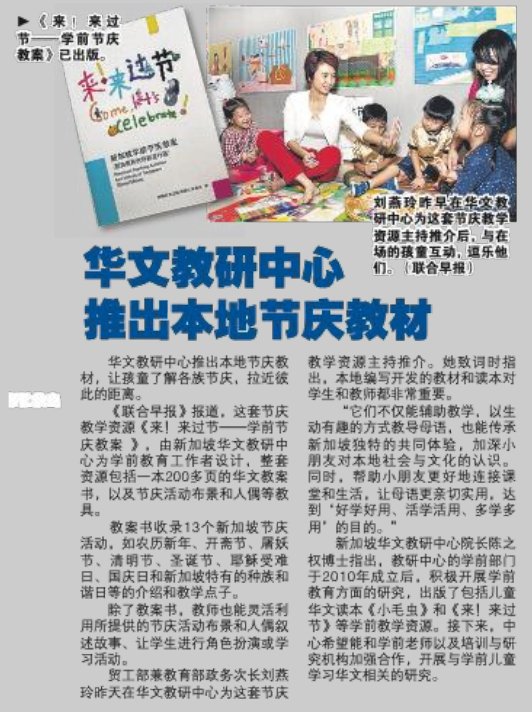 ▶《来！来过
节——学前节庆
教案》已出版。
来！来过节
Come, let's
celebrate!
刘燕玲昨早在华文教
研中心为这套节庆教学
资源主持推介后，与在
场的孩童互动，逗乐他
们。（联合早报）
华文教研中心
推出本地节庆教材
华文教研中心推出本地节庆教
材，让孩童了解各族节庆，拉近彼
此的距离。
《联合早报》报道，这套节庆
教学资源《来！来过节——学前节
庆教案 》，由新加坡华文教研中
心为学前教育工作者设计，整套
资源包括一本200多页的华文教案
书，以及节庆活动布景和人偶等教
具。
教案书收录13个新加坡节庆
活动，如农历新年、开斋节、屠妖
节、清明节、圣诞节、耶稣受难
日、国庆日和新加坡特有的种族和
谐日等的介绍和教学点子。
除了教案书，教师也能灵活利
用所提供的节庆活动布景和人偶叙
述故事、让学生进行角色扮演或学
习活动。
贸工部兼教育部政务次长刘燕
玲昨天在华文教研中心为这套节庆
教学资源主持推介。她致词时指
出，本地编写开发的教材和读本对
学生和教师都非常重要。
“它们不仅能辅助教学，以生
动有趣的方式教导母语，也能传承
新加坡独特的共同体验，加深小
朋友对本地社会与文化的认识。
同时，帮助小朋友更好地连接课
堂和生活，让母语更亲切实用，达
到“好学好用、活学活用、多学多
用”的目的。”
新加坡华文教研中心院长陈之
权博士指出，教研中心的学前部门
于2010年成立后，积极开展学前
教育方面的研究，出版了包括儿童
华文读本《小毛虫》和《来！来过
节》等学前教学资源。接下来，中
心希望能和学前老师以及培训与研
究机构加强合作，开展与学前儿童
学习华文相关的研究。